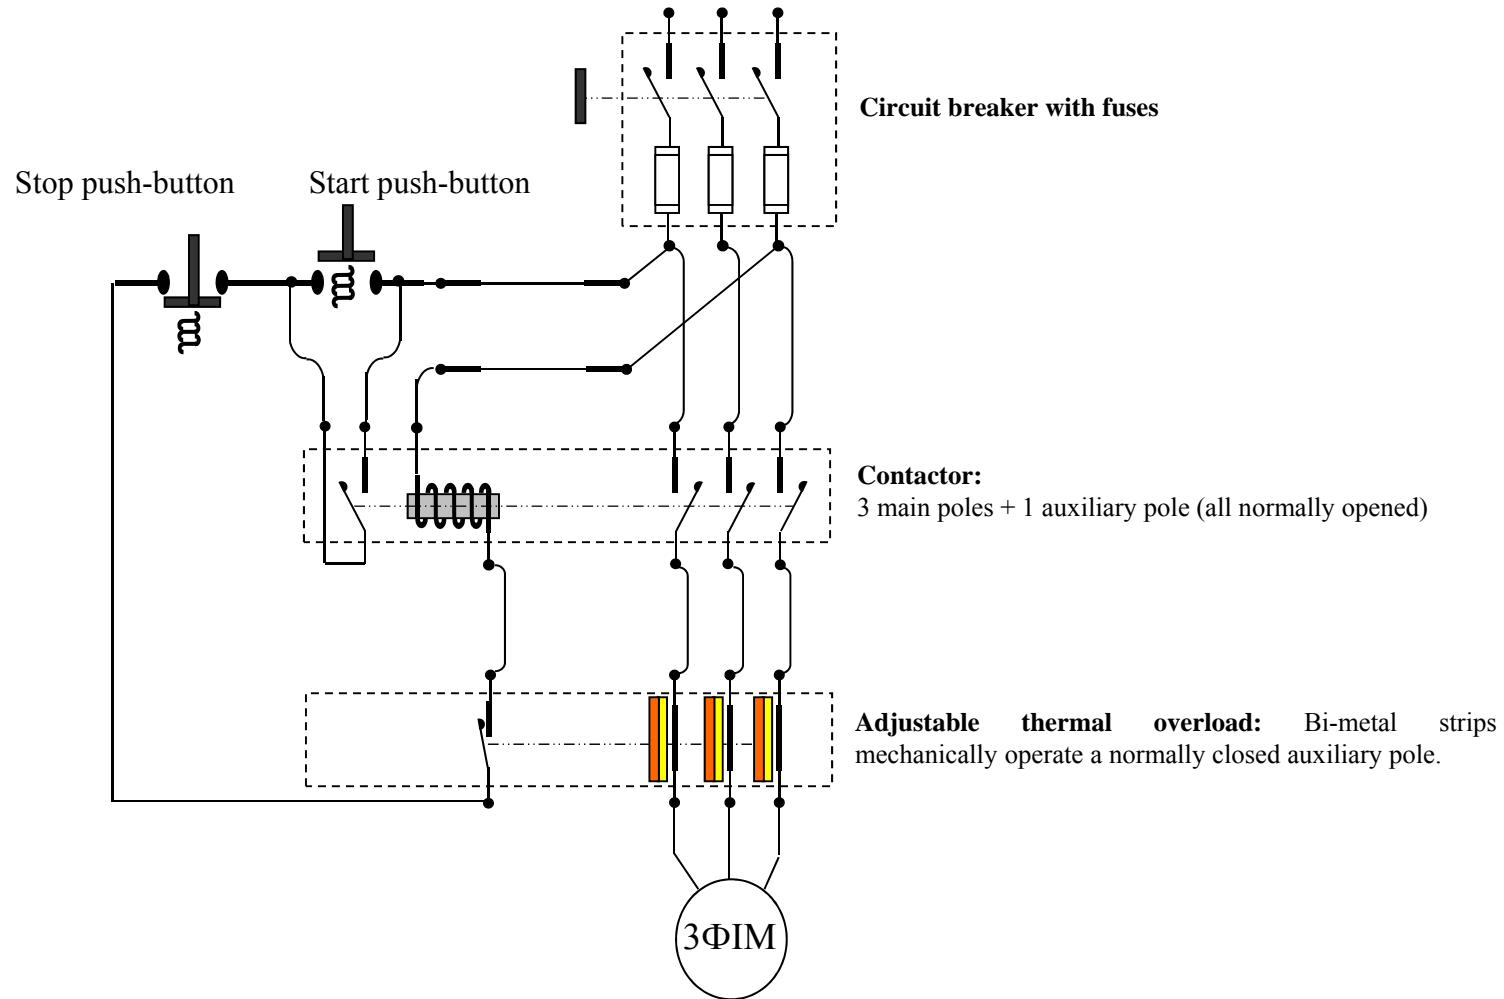 Circuit breaker with fuses
Stop push-button
Start push-button
Contactor:
3 main poles + 1 auxiliary pole (all normally opened)
Adjustable thermal overload: Bi-metal strips
mechanically operate a normally closed auxiliary pole.
3ΦIM